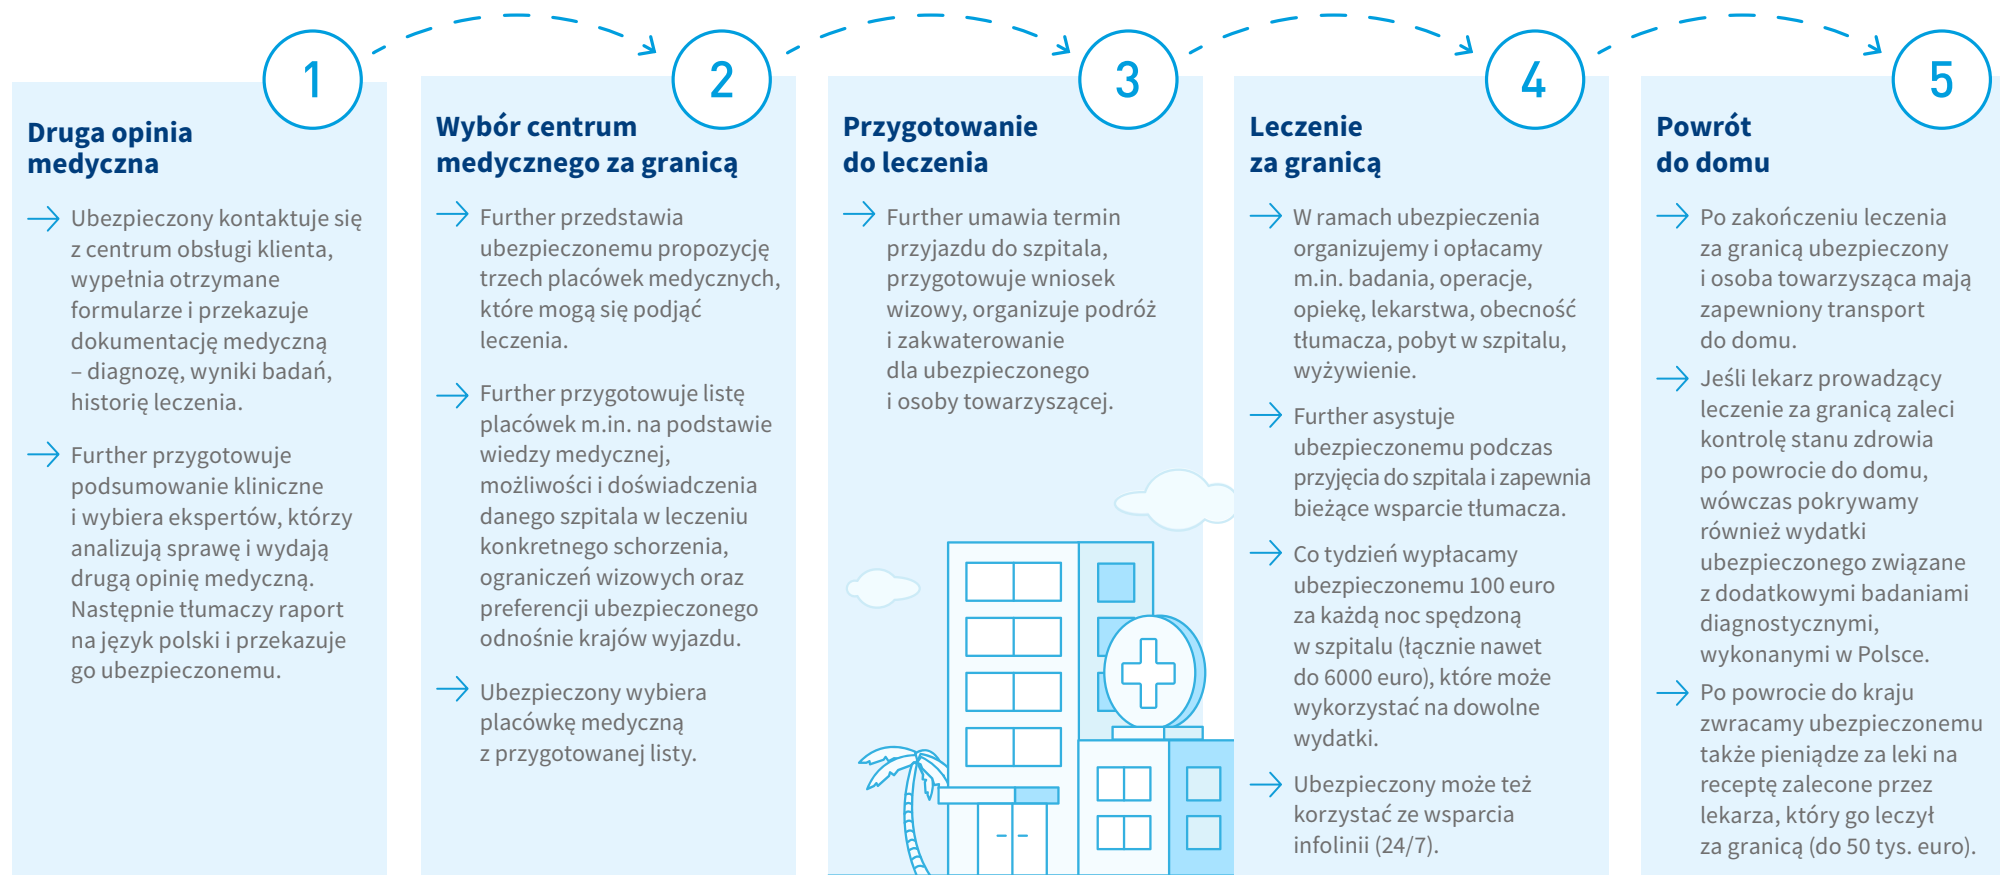 1
Druga opinia
medyczna
Ubezpieczony kontaktuje się
z centrum obsługi klienta,
wypełnia otrzymane
formularze i przekazuje
dokumentację medyczną
– diagnozę, wyniki badań,
historię leczenia.
Further przygotowuje
podsumowanie kliniczne
i wybiera ekspertów, którzy
analizują sprawę i wydają
drugą opinię medyczną.
Następnie tłumaczy raport
na język polski i przekazuje
go ubezpieczonemu.
2
Wybór centrum
medycznego za granicą
Further przedstawia
ubezpieczonemu propozycję
trzech placówek medycznych,
które mogą się podjąć
leczenia.
Further przygotowuje listę
placówek m.in. na podstawie
wiedzy medycznej,
możliwości i doświadczenia
danego szpitala w leczeniu
konkretnego schorzenia,
ograniczeń wizowych oraz
preferencji ubezpieczonego
odnośnie krajów wyjazdu.
Ubezpieczony wybiera
placówkę medyczną
z przygotowanej listy.
3
Przygotowanie
do leczenia
Further umawia termin
przyjazdu do szpitala,
przygotowuje wniosek
wizowy, organizuje podróż
i zakwaterowanie
dla ubezpieczonego
i osoby towarzyszącej.
4
Leczenie
za granicą
W ramach ubezpieczenia
organizujemy i opłacamy
m.in. badania, operacje,
opiekę, lekarstwa, obecność
tłumacza, pobyt w szpitalu,
wyżywienie.
Further asystuje
ubezpieczonemu podczas
przyjęcia do szpitala i zapewnia
bieżące wsparcie tłumacza.
Co tydzień wypłacamy
ubezpieczonemu 100 euro
za każdą noc spędzoną
w szpitalu (łącznie nawet
do 6000 euro), które może
wykorzystać na dowolne
wydatki.
Ubezpieczony może też
korzystać ze wsparcia
infolinii (24/7).
5
Powrót
do domu
Po zakończeniu leczenia
za granicą ubezpieczony
i osoba towarzysząca mają
zapewniony transport
do domu.
Jeśli lekarz prowadzący
leczenie za granicą zaleci
kontrolę stanu zdrowia
po powrocie do domu,
wówczas pokrywamy
również wydatki
ubezpieczonego związane
z dodatkowymi badaniami
diagnostycznymi,
wykonanymi w Polsce.
Po powrocie do kraju
zwracamy ubezpieczonemu
także pieniądze za leki na
receptę zalecone przez
lekarza, który go leczył
za granicą (do 50 tys. euro).